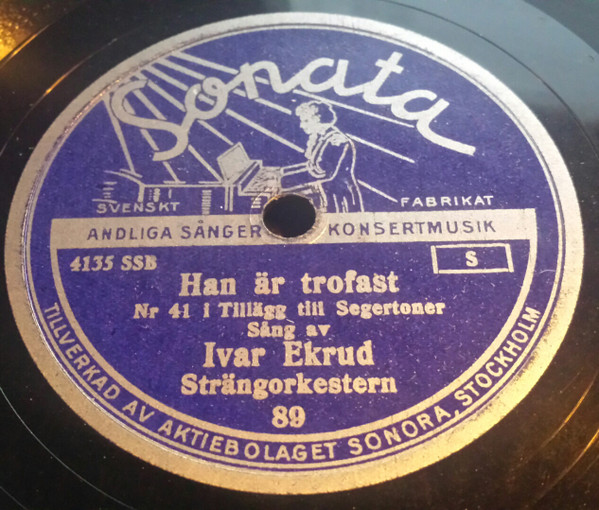 Sonata
SVENSKT FABRIKAT
ANDLIGA SÅNGER KONSERTMUSIK
4135 SSB S
Han är trofast
Nr 41 i Tillägg till Segertoner
Sång av
Ivar Ekrud
Strängorkestern
89
TILLVERKAD AV AKTIEBOLAGET SONORA, STOCKHOLM